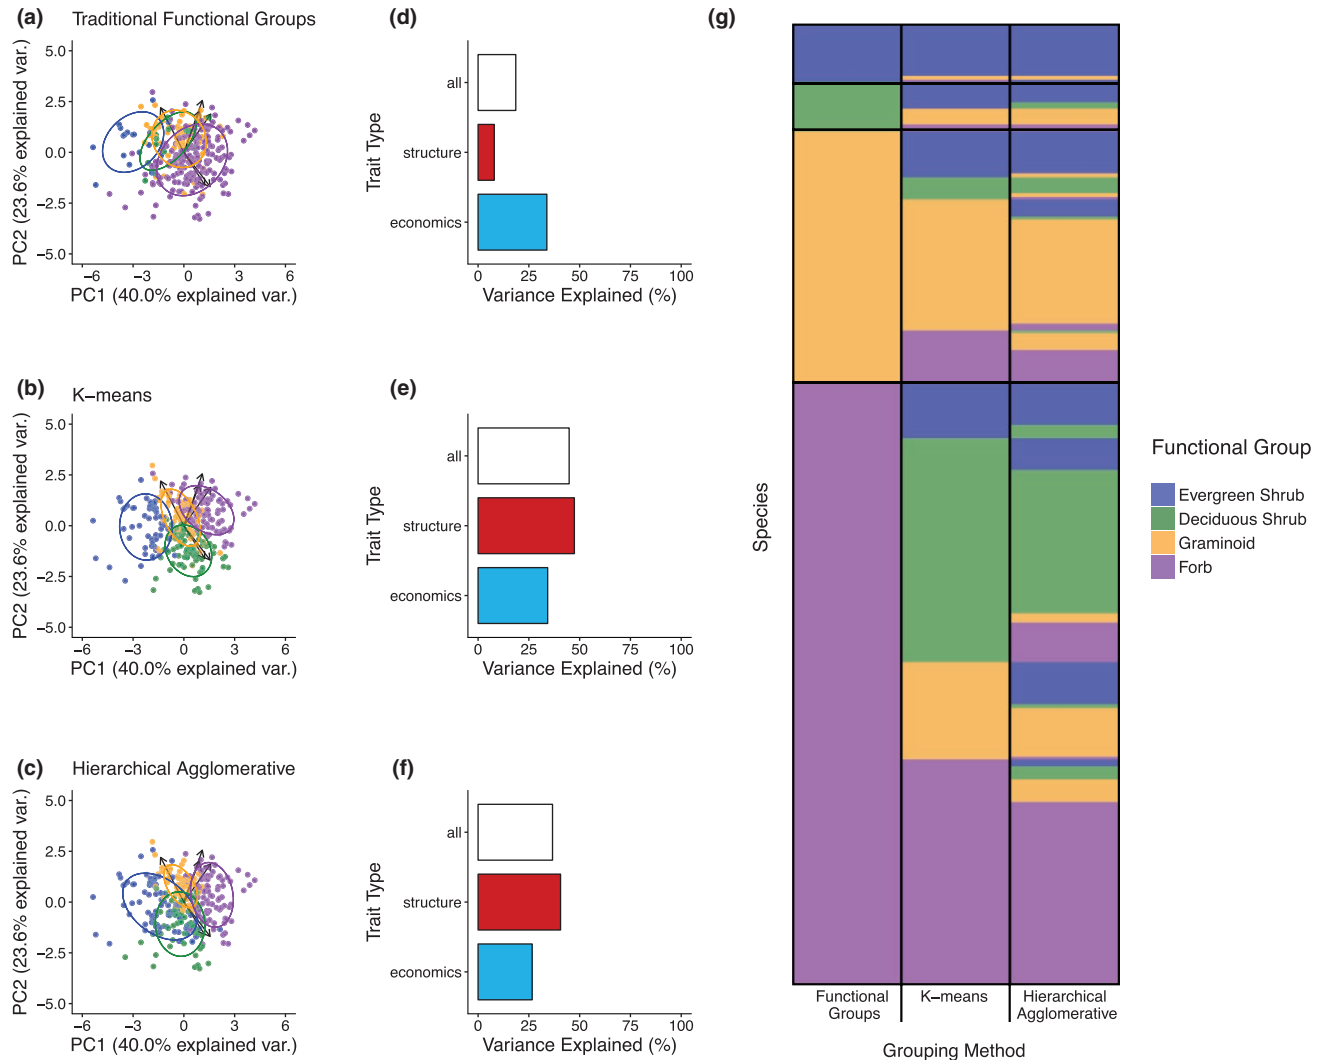 (a) Traditional Functional Groups
5.0
2.5
0.0
−2.5
−5.0
PC2 (23.6% explained var.)
−6 −3 0 3 6
PC1 (40.0% explained var.)
(d)
all
structure
economics
Trait Type
0 25 50 75 100
Variance Explained (%)
(b) K−means
5.0
2.5
0.0
−2.5
−5.0
PC2 (23.6% explained var.)
−6 −3 0 3 6
PC1 (40.0% explained var.)
(e)
all
structure
economics
Trait Type
0 25 50 75 100
Variance Explained (%)
(c) Hierarchical Agglomerative
5.0
2.5
0.0
−2.5
−5.0
PC2 (23.6% explained var.)
−6 −3 0 3 6
PC1 (40.0% explained var.)
(f)
all
structure
economics
Trait Type
0 25 50 75 100
Variance Explained (%)
(g)
Species
Functional
Groups
K−means
Hierarchical
Agglomerative
Grouping Method
Functional Group
Evergreen Shrub
Deciduous Shrub
Graminoid
Forb